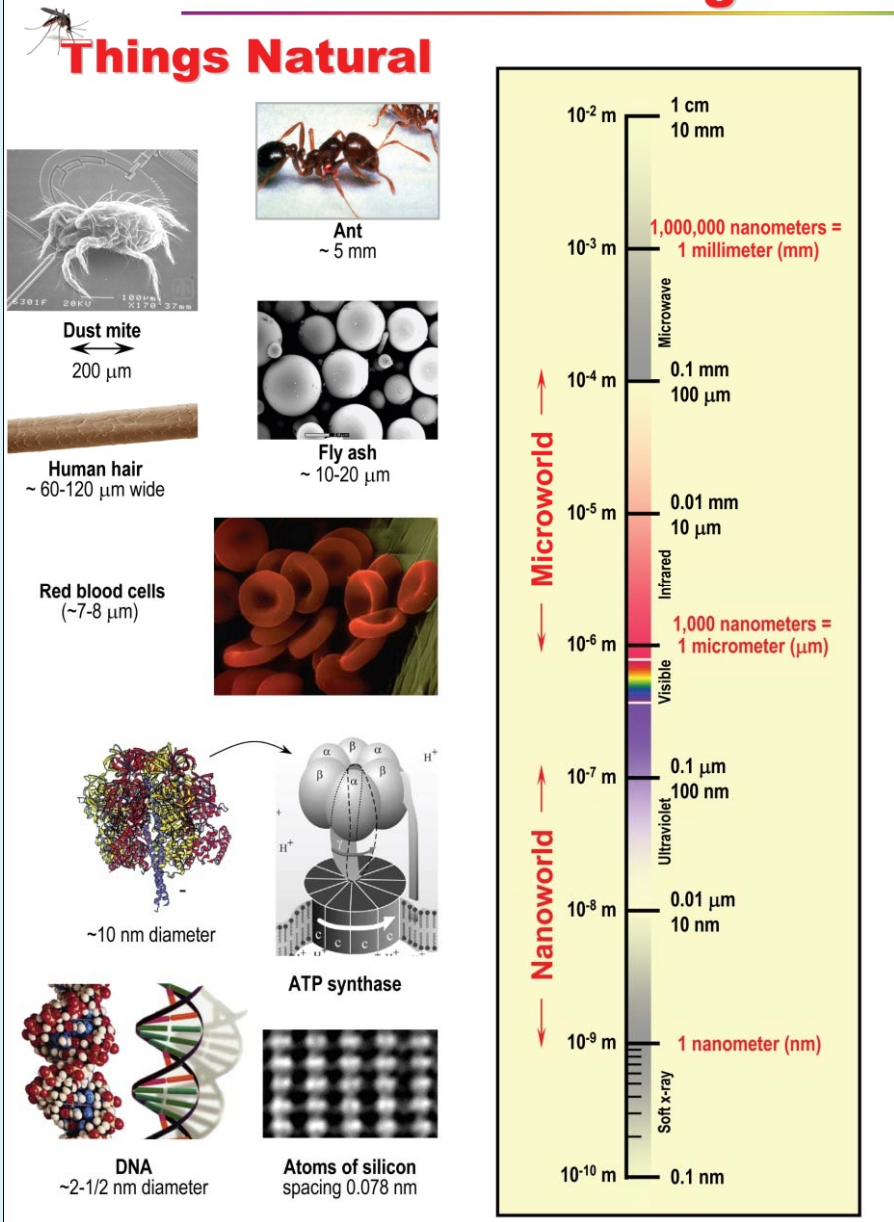 Things Natural
Ant
~ 5 mm
100µm
6301F 20KV X170 37mm
Dust mite
200 µm
Fly ash
~ 10-20 µm
Human hair
~ 60-120 µm wide
Red blood cells
(~7-8 µm)
~10 nm diameter
β
α
α
β
β
α
γ
H⁺
H⁺
+
c
c
c
c
H⁺
ATP synthase
DNA
~2-1/2 nm diameter
Atoms of silicon
spacing 0.078 nm
10⁻² m
1 cm
10 mm
1,000,000 nanometers =
10⁻³ m
1 millimeter (mm)
Microwave
10⁻⁴ m
0.1 mm
100 µm
Microworld
10⁻⁵ m
0.01 mm
10 µm
Infrared
1,000 nanometers =
10⁻⁶ m
1 micrometer (µm)
Visible
10⁻⁷ m
0.1 µm
100 nm
Ultraviolet
Nanoworld
10⁻⁸ m
0.01 µm
10 nm
10⁻⁹ m
1 nanometer (nm)
Soft x-ray
10⁻¹⁰ m
0.1 nm